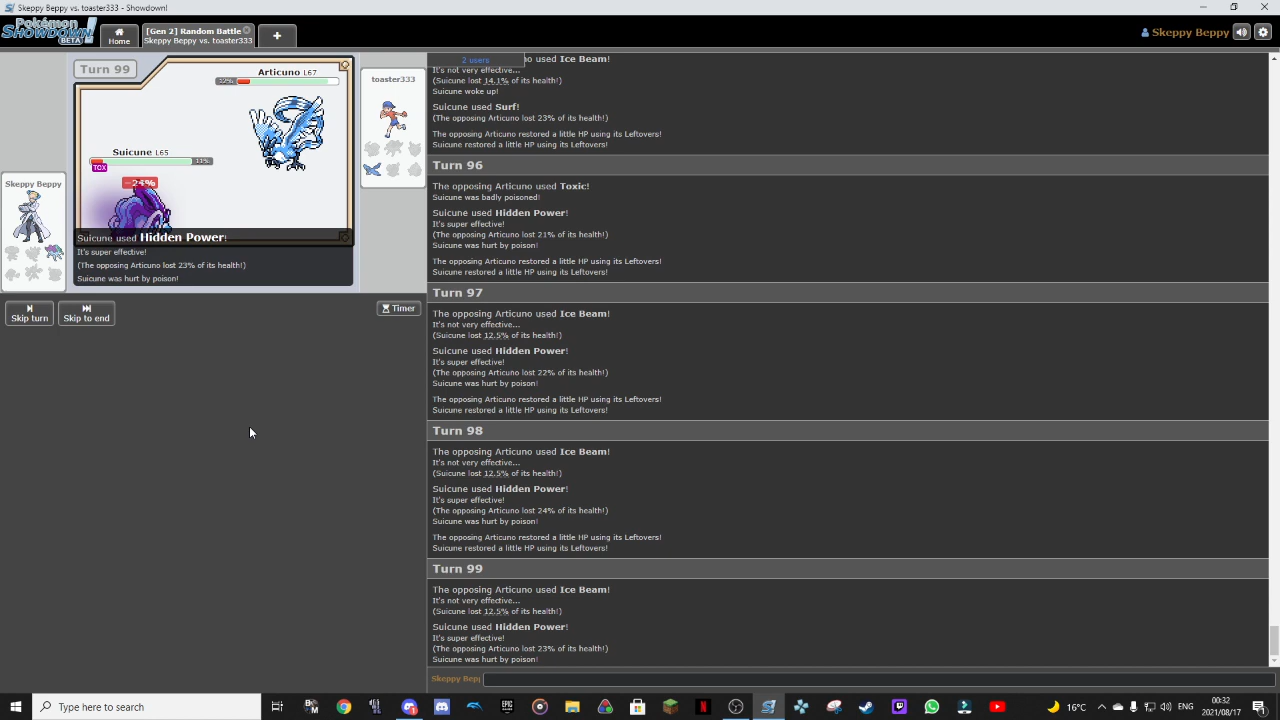 Skeppy Beppy vs. toaster333 - Showdown!
Pokémon
SHOWDOWN!
BETA
Home
[Gen 2] Random Battle
Skeppy Beppy vs. toaster333
Skeppy Beppy
Turn 99
Articuno L67
Suicune L65
11%
TOX
Skeppy Beppy
toaster333
Suicune used Hidden Power!
It's super effective!
(The opposing Articuno lost 23% of its health!)
Suicune was hurt by poison!
Skip turn
Skip to end
Timer
2 users
no used Ice Beam!
It's not very effective...
(Suicune lost 14.1% of its health!)
Suicune woke up!
Suicune used Surf!
(The opposing Articuno lost 23% of its health!)
The opposing Articuno restored a little HP using its Leftovers!
Suicune restored a little HP using its Leftovers!
Turn 96
The opposing Articuno used Toxic!
Suicune was badly poisoned!
Suicune used Hidden Power!
It's super effective!
(The opposing Articuno lost 21% of its health!)
Suicune was hurt by poison!
The opposing Articuno restored a little HP using its Leftovers!
Suicune restored a little HP using its Leftovers!
Turn 97
The opposing Articuno used Ice Beam!
It's not very effective...
(Suicune lost 12.5% of its health!)
Suicune used Hidden Power!
It's super effective!
(The opposing Articuno lost 22% of its health!)
Suicune was hurt by poison!
The opposing Articuno restored a little HP using its Leftovers!
Suicune restored a little HP using its Leftovers!
Turn 98
The opposing Articuno used Ice Beam!
It's not very effective...
(Suicune lost 12.5% of its health!)
Suicune used Hidden Power!
It's super effective!
(The opposing Articuno lost 24% of its health!)
Suicune was hurt by poison!
The opposing Articuno restored a little HP using its Leftovers!
Suicune restored a little HP using its Leftovers!
Turn 99
The opposing Articuno used Ice Beam!
It's not very effective...
(Suicune lost 12.5% of its health!)
Suicune used Hidden Power!
It's super effective!
(The opposing Articuno lost 23% of its health!)
Suicune was hurt by poison!
Skeppy Bepp
Type here to search
16°C
ENG
00:32
2021/08/17